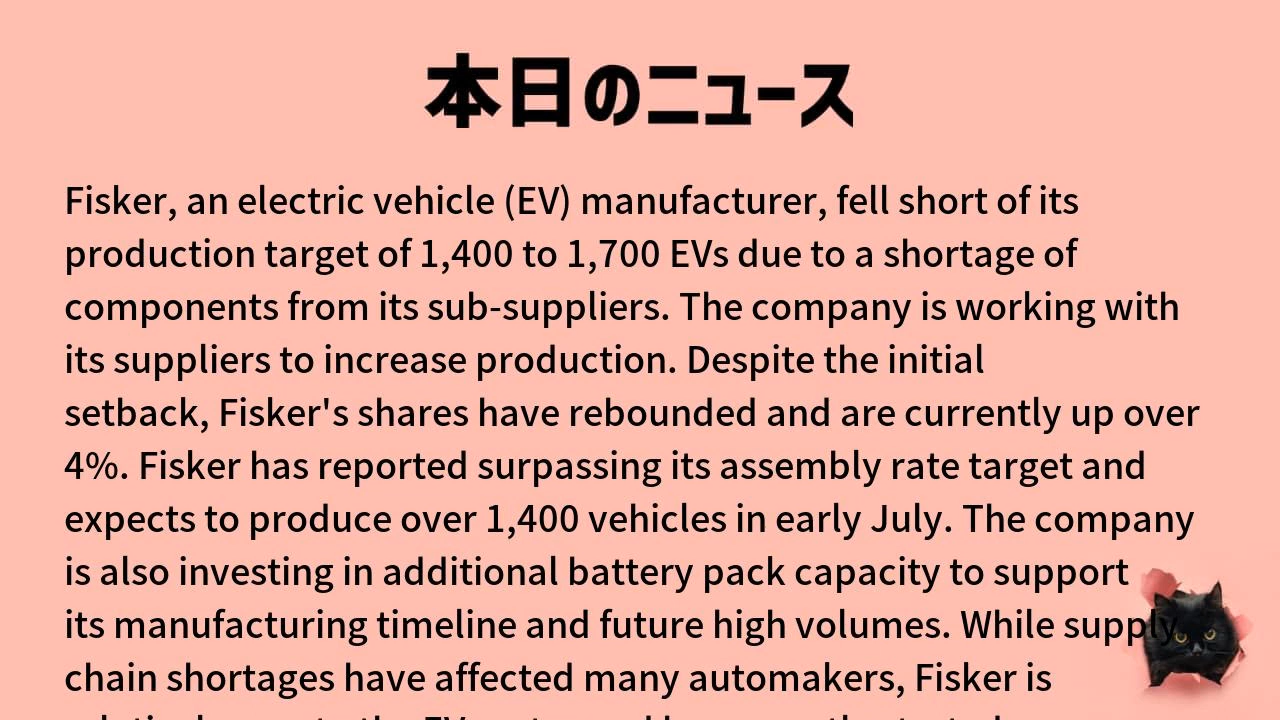 本日のニュース
Fisker, an electric vehicle (EV) manufacturer, fell short of its
production target of 1,400 to 1,700 EVs due to a shortage of
components from its sub-suppliers. The company is working with
its suppliers to increase production. Despite the initial
setback, Fisker's shares have rebounded and are currently up over
4%. Fisker has reported surpassing its assembly rate target and
expects to produce over 1,400 vehicles in early July. The company
is also investing in additional battery pack capacity to support
its manufacturing timeline and future high volumes. While supply
chain shortages have affected many automakers, Fisker is